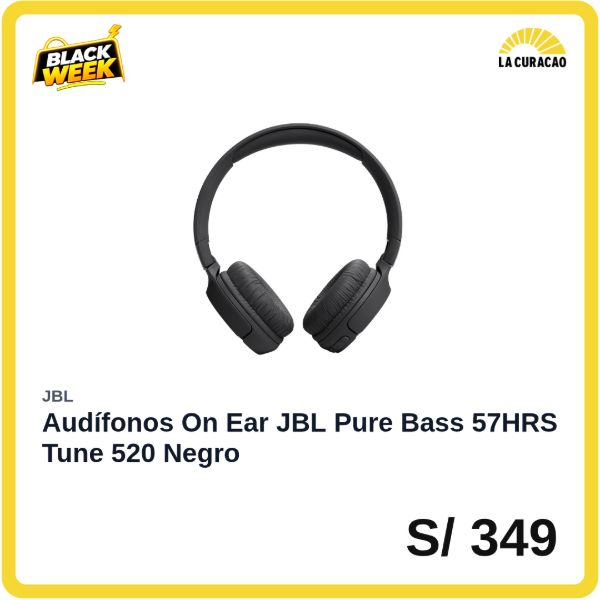 BLACK
WEEK
LA CURACAO
JBL
Audífonos On Ear JBL Pure Bass 57HRS
Tune 520 Negro
S/ 349